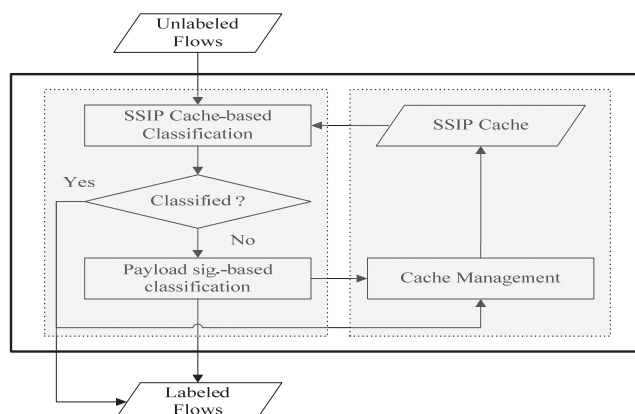 Unlabeled
Flows
SSIP Cache-based
Classification
SSIP Cache
Yes
Classified ?
No
Payload sig.-based
classification
Cache Management
Labeled
Flows